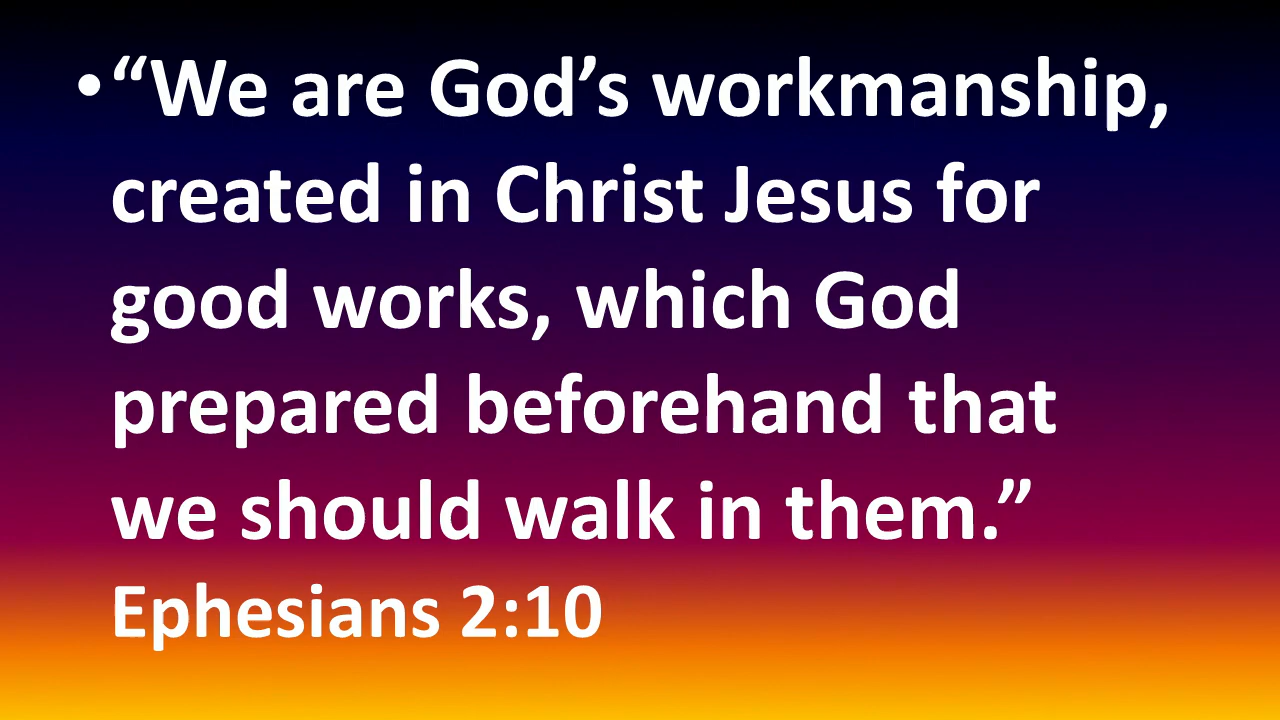 •“We are God’s workmanship,
created in Christ Jesus for
good works, which God
prepared beforehand that
we should walk in them.”
Ephesians 2:10